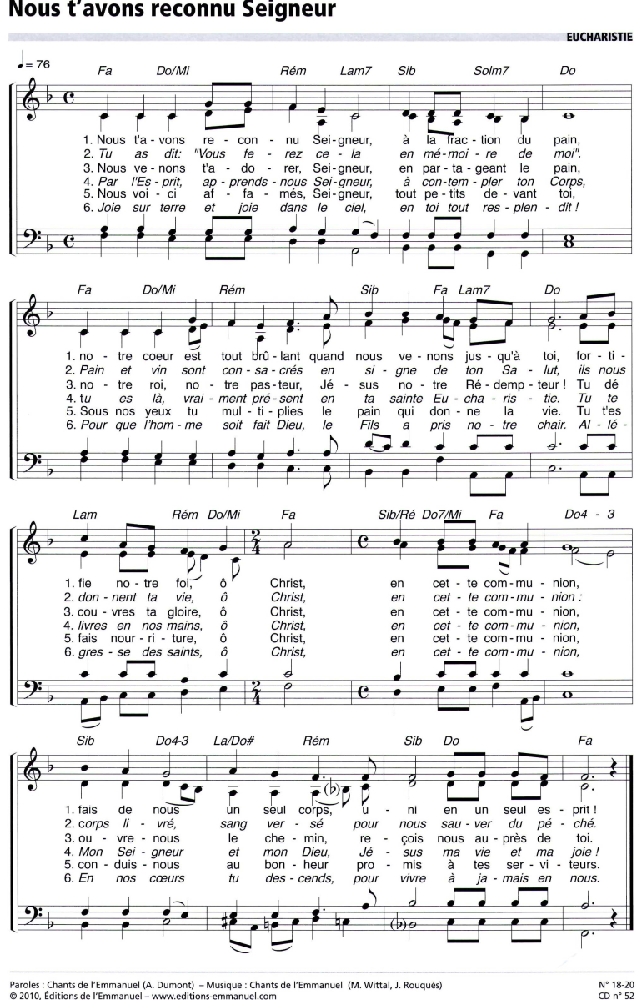 Nous t'avons reconnu Seigneur
EUCHARISTIE
♩= 76
Fa Do/Mi Rém Lam7 Sib Solm7 Do
1. Nous t'a - vons re - con - nu Sei - gneur, à la frac - tion du pain,
2. Tu as dit: "Vous fe - rez ce - la en mé - moi - re de moi".
3. Nous ve - nons t'a - do - rer, Sei - gneur, en par - ta - geant le pain,
4. Par l'Es - prit, ap - prends - nous Seigneur, à con - tem - pler ton Corps,
5. Nous voi - ci af - fa - més, Sei - gneur, tout pe - tits de - vant toi,
6. Joie sur terre et joie dans le ciel, en toi tout res - plen - dit !
Fa Do/Mi Rém Sib Fa Lam7 Do
1. no - tre coeur est tout brû - lant quand nous ve - nons jus - qu'à toi, for - ti -
2. Pain et vin sont con - sa - crés en si - gne de ton Sa - lut, ils nous
3. no - tre roi, no - tre pas - teur, Jé - sus no - tre Ré - demp - teur ! Tu dé
4. tu es là, vrai - ment pré - sent en ta sainte Eu - cha - ris - tie. Tu te
5. Sous nos yeux tu mul - ti - plies le pain qui don - ne la vie. Tu t'es
6. Pour que l'hom - me soit fait Dieu, le Fils a pris no - tre chair. Al - lé -
Lam Rém Do/Mi Fa Sib/Ré Do7/Mi Fa Do4 - 3
1. fie no - tre foi, ô Christ, en cet - te com - mu - nion,
2. don - nent ta vie, ô Christ, en cet - te com - mu - nion :
3. cou - vres ta gloire, ô Christ, en cet - te com - mu - nion,
4. livres en nos mains, ô Christ, en cet - te com - mu - nion,
5. fais nour - ri - ture, ô Christ, en cet - te com - mu - nion,
6. gres - se des saints, ô Christ, en cet - te com - mu - nion,
Sib Do4-3 La/Do# Rém Sib Do Fa
1. fais de nous un seul corps, u - ni en un seul es - prit !
2. corps li - vré, sang ver - sé pour nous sau - ver du pé - ché.
3. ou - vre - nous le che - min, re - çois nous au - près de toi.
4. Mon Sei - gneur et mon Dieu, Jé - sus ma vie et ma joie !
5. con - duis - nous au bon - heur pro - mis à tes ser - vi - teurs.
6. En nos cœurs tu des - cends, pour vivre à ja - mais en nous.
Paroles : Chants de l'Emmanuel (A. Dumont) – Musique : Chants de l'Emmanuel (M. Wittal, J. Rouquès) N° 18-20
© 2010, Éditions de l'Emmanuel – www.editions-emmanuel.com CD n° 52